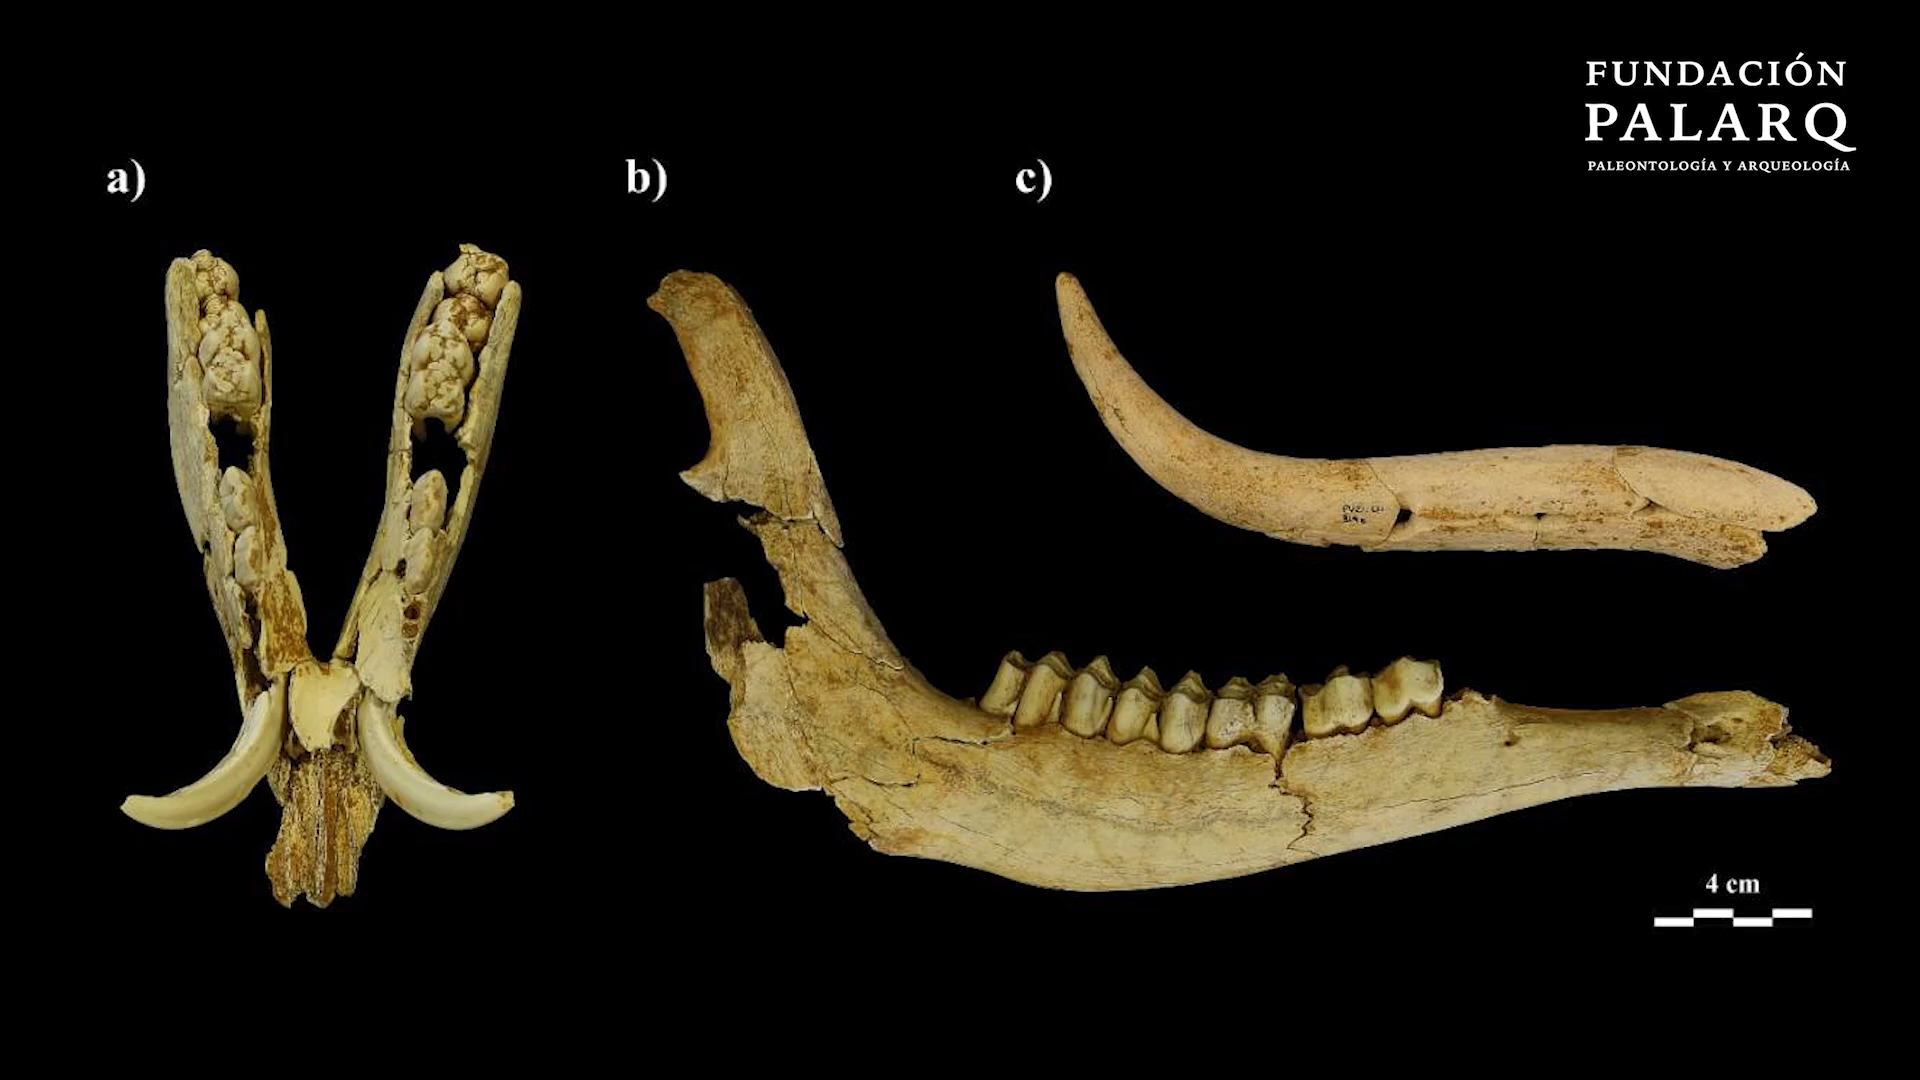 FUNDACIÓN
PALARQ
PALEONTOLOGÍA Y ARQUEOLOGÍA
a)
b)
c)
4 cm